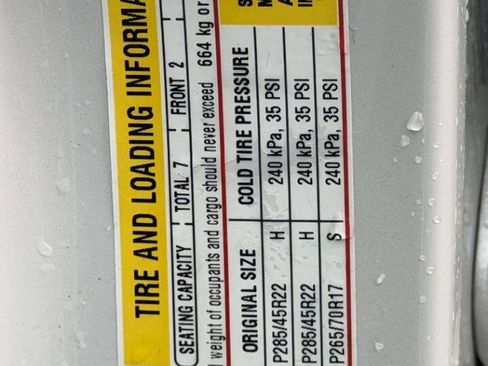 TIRE AND LOADING INFORMA
SEATING CAPACITY TOTAL 7 FRONT 2
weight of occupants and cargo should never exceed 664 kg or
ORIGINAL SIZE COLD TIRE PRESSURE
P285/45R22 H 240 kPa, 35 PSI
P285/45R22 H 240 kPa, 35 PSI
P265/70R17 S 240 kPa, 35 PSI